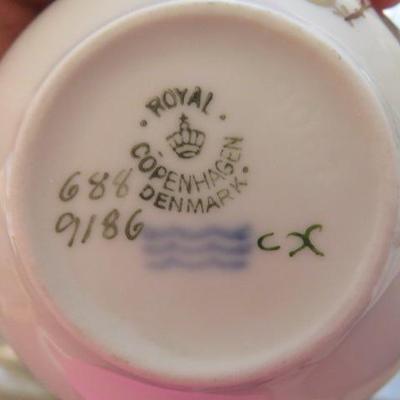 · ROYAL ·
COPENHAGEN
DENMARK.
688
9186
CX